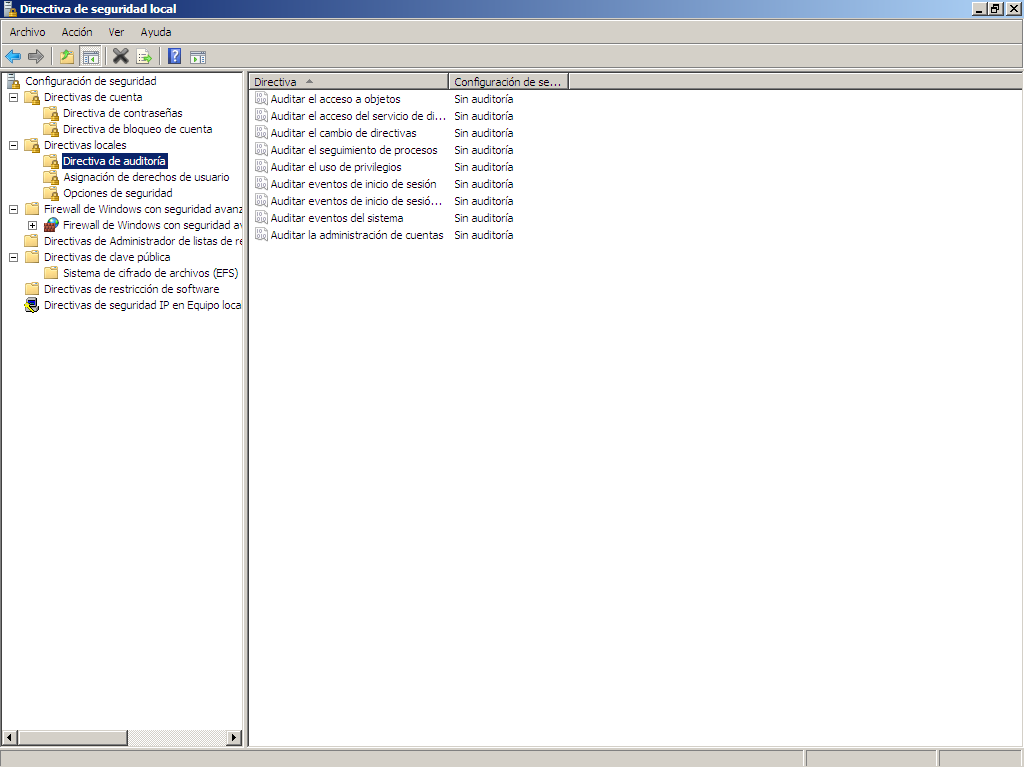 Directiva de seguridad local
Archivo Acción Ver Ayuda
Configuración de seguridad
Directivas de cuenta
Directiva de contraseñas
Directiva de bloqueo de cuenta
Directivas locales
Directiva de auditoría
Asignación de derechos de usuario
Opciones de seguridad
Firewall de Windows con seguridad avanz
Firewall de Windows con seguridad av
Directivas de Administrador de listas de re
Directivas de clave pública
Sistema de cifrado de archivos (EFS)
Directivas de restricción de software
Directivas de seguridad IP en Equipo loca
Directiva Configuración de se...
Auditar el acceso a objetos Sin auditoría
Auditar el acceso del servicio de di... Sin auditoría
Auditar el cambio de directivas Sin auditoría
Auditar el seguimiento de procesos Sin auditoría
Auditar el uso de privilegios Sin auditoría
Auditar eventos de inicio de sesión Sin auditoría
Auditar eventos de inicio de sesió... Sin auditoría
Auditar eventos del sistema Sin auditoría
Auditar la administración de cuentas Sin auditoría